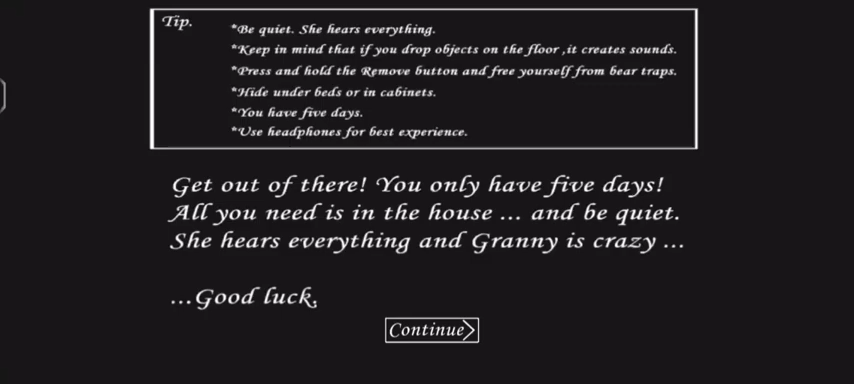 Tip.
*Be quiet. She hears everything.
*Keep in mind that if you drop objects on the floor ,it creates sounds.
*Press and hold the Remove button and free yourself from bear traps.
*Hide under beds or in cabinets.
*You have five days.
*Use headphones for best experience.
Get out of there! You only have five days!
All you need is in the house ... and be quiet.
She hears everything and Granny is crazy ...
...Good luck.
Continue>